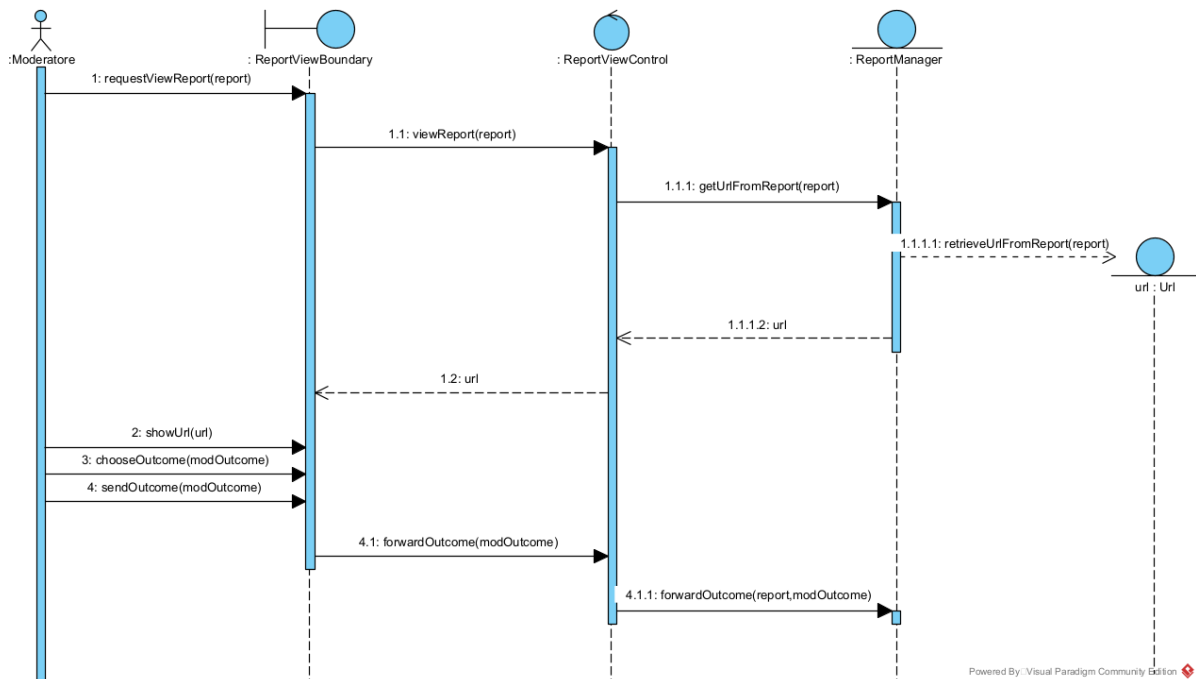 :Moderatore
: ReportViewBoundary
: ReportViewControl
: ReportManager
1: requestViewReport(report)
1.1: viewReport(report)
1.1.1: getUrlFromReport(report)
1.1.1.1: retrieveUrlFromReport(report)
url : Url
1.1.1.2: url
1.2: url
2: showUrl(url)
3: chooseOutcome(modOutcome)
4: sendOutcome(modOutcome)
4.1: forwardOutcome(modOutcome)
4.1.1: forwardOutcome(report,modOutcome)
Powered By Visual Paradigm Community Edition